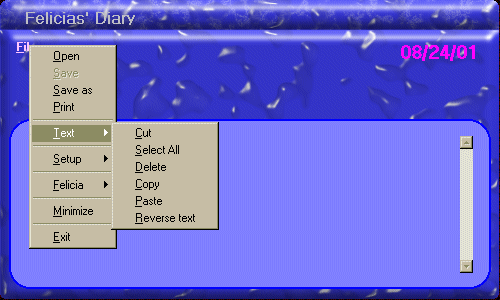 Felicias' Diary
Fil
08/24/01
Open
Save
Save as
Print
Text
Setup
Felicia
Minimize
Exit
Cut
Select All
Delete
Copy
Paste
Reverse text